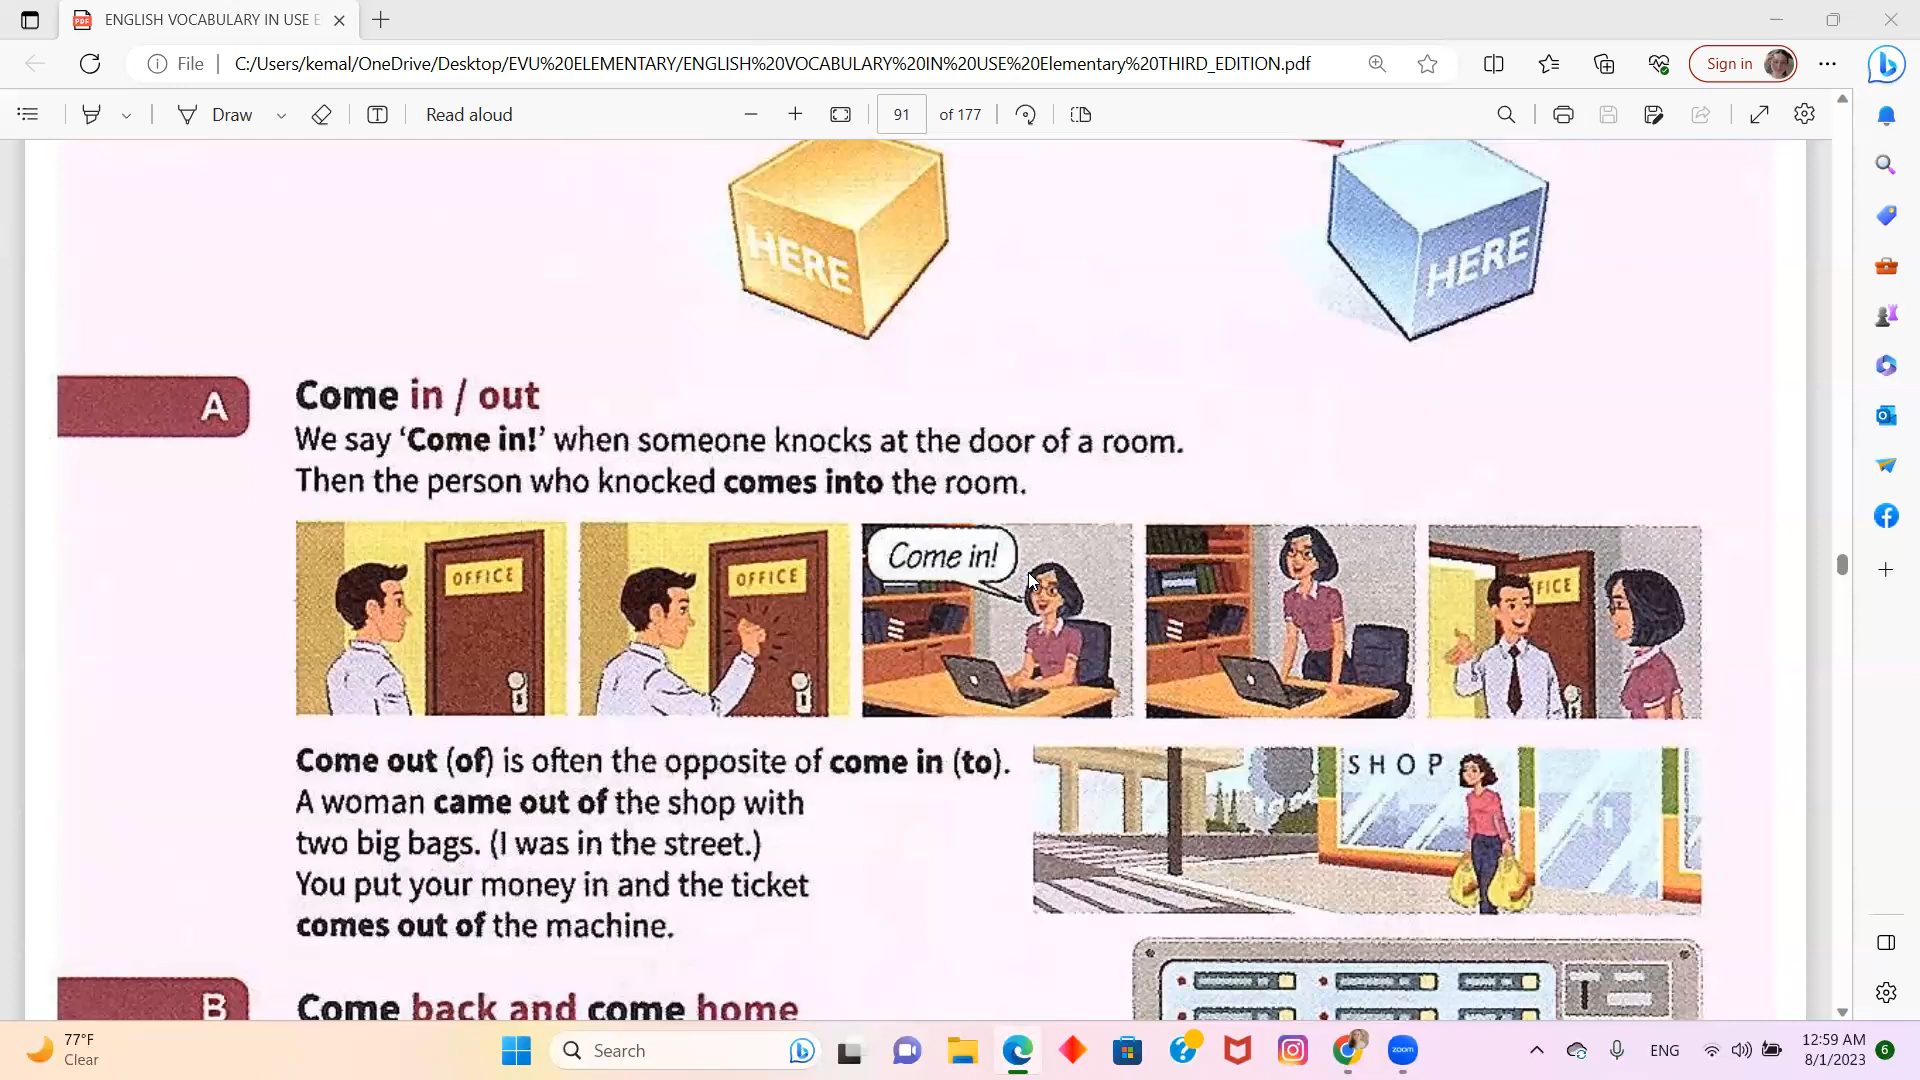 ENGLISH VOCABULARY IN USE E
File
C:/Users/kemal/OneDrive/Desktop/EVU%20ELEMENTARY/ENGLISH%20VOCABULARY%20IN%20USE%20Elementary%20THIRD_EDITION.pdf
Sign in
Draw
Read aloud
91 of 177
HERE
HERE
A
Come in / out
We say ‘Come in!’ when someone knocks at the door of a room.
Then the person who knocked comes into the room.
OFFICE
OFFICE
Come in!
FICE
Come out (of) is often the opposite of come in (to).
A woman came out of the shop with
two big bags. (I was in the street.)
You put your money in and the ticket
comes out of the machine.
SHOP
B
Come back and come home
77°F
Clear
Search
zoom
ENG
12:59 AM
8/1/2023
6